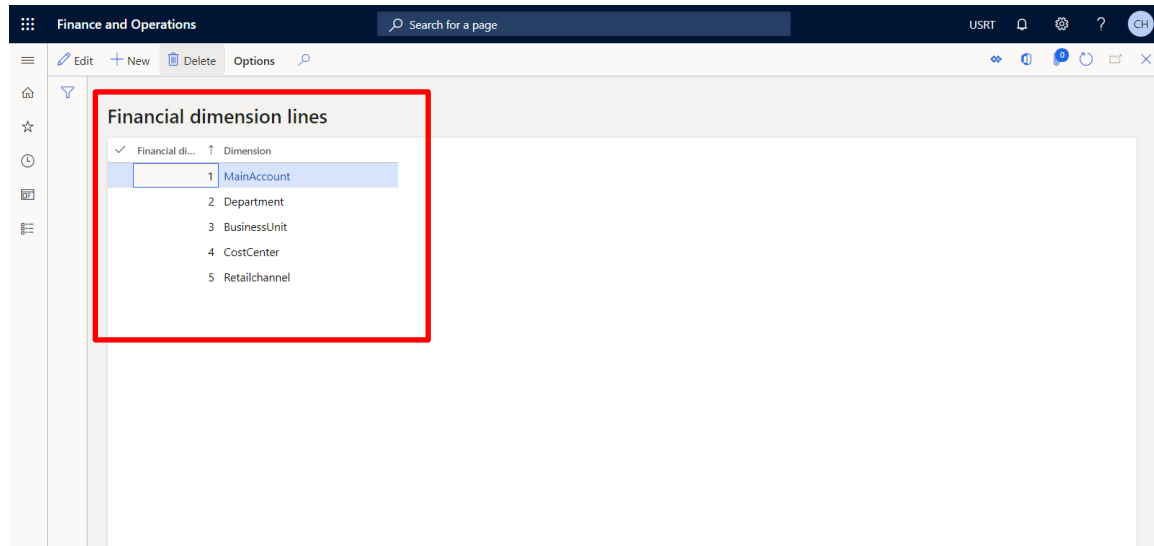 Finance and Operations
Search for a page
USRT
?
CH
Edit
New
Delete
Options
0
Financial dimension lines
Financial di... ↑ Dimension
1 MainAccount
2 Department
3 BusinessUnit
4 CostCenter
5 Retailchannel